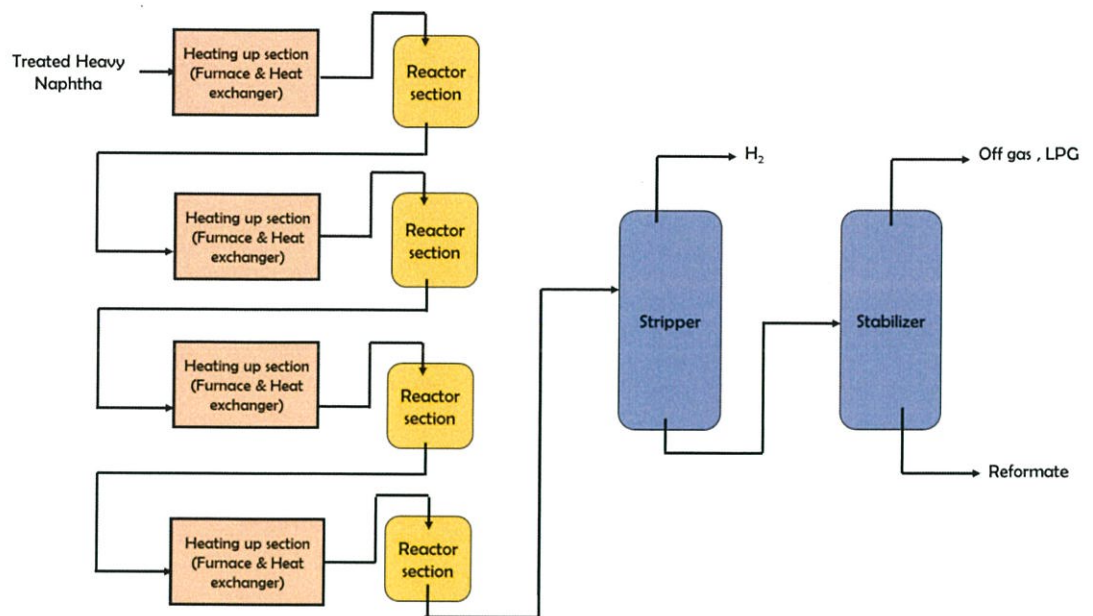 Treated Heavy
Naphtha
Heating up section
(Furnace & Heat
exchanger)
Reactor
section
Heating up section
(Furnace & Heat
exchanger)
Reactor
section
Heating up section
(Furnace & Heat
exchanger)
Reactor
section
Heating up section
(Furnace & Heat
exchanger)
Reactor
section
H₂
Stripper
Off gas , LPG
Stabilizer
Reformate